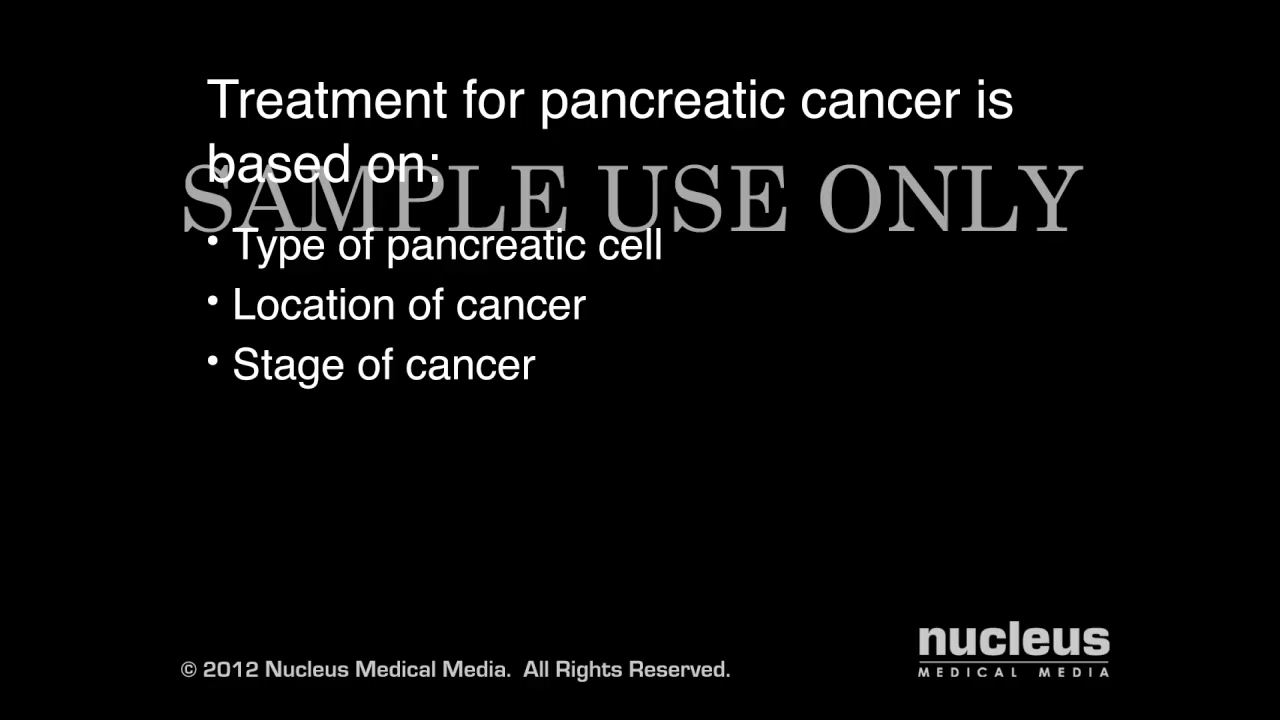 Treatment for pancreatic cancer is
based on:
SAMPLE USE ONLY
• Type of pancreatic cell
• Location of cancer
• Stage of cancer
nucleus
MEDICAL MEDIA
© 2012 Nucleus Medical Media. All Rights Reserved.